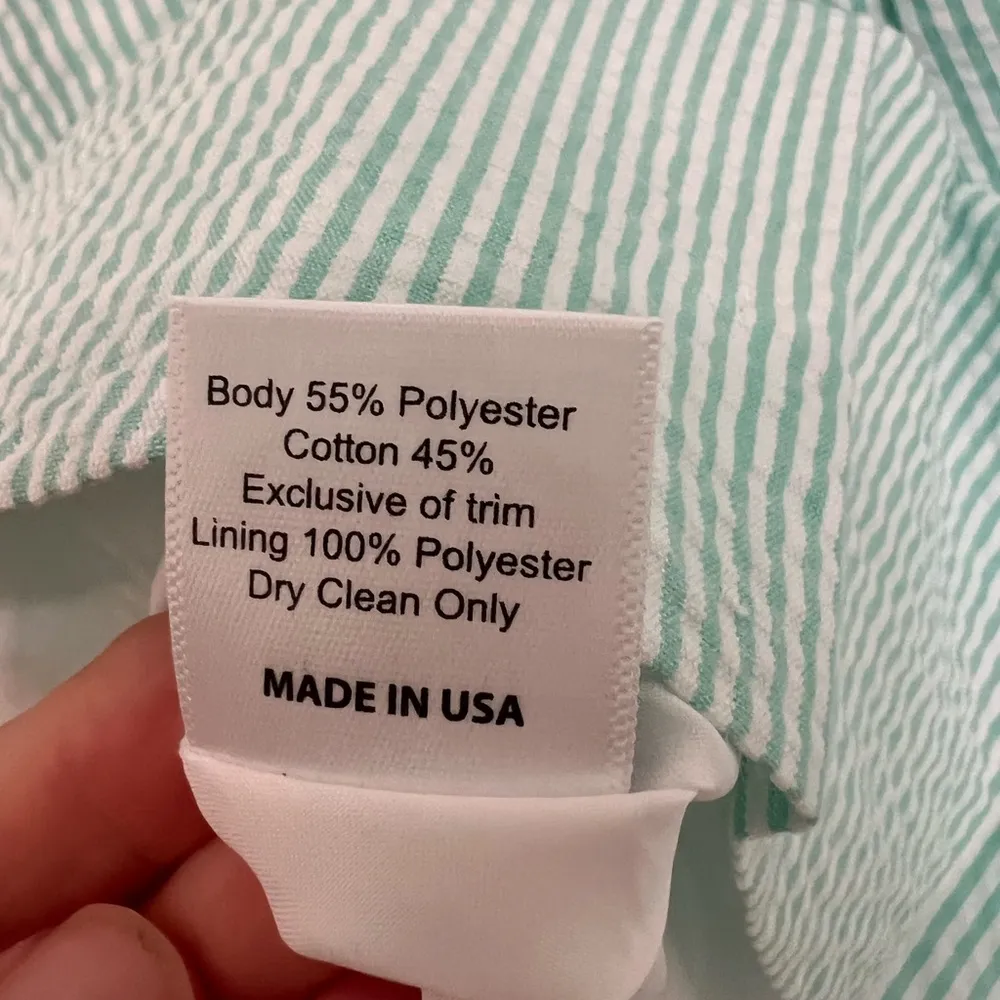 Body 55% Polyester
Cotton 45%
Exclusive of trim
Lining 100% Polyester
Dry Clean Only
MADE IN USA